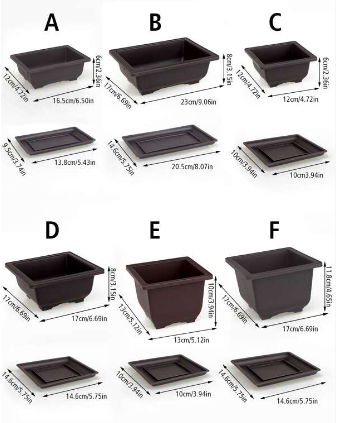 A
B
C
12cm/4.72in
16.5cm/6.50in
6cm/2.36in
17cm/6.69in
23cm/9.06in
8cm/3.15in
12cm/4.72in
12cm/4.72in
6cm/2.36in
9.5cm/3.74in
13.8cm/5.43in
14.6cm/5.75in
20.5cm/8.07in
10cm/3.94in
10cm3.94in
D
E
F
17cm/6.69in
17cm/6.69in
8cm/3.15in
13cm/5.12in
13cm/5.12in
10cm/3.94in
17cm/6.69in
17cm/6.69in
11.8cm/4.65in
14.6cm/5.75in
14.6cm/5.75in
10cm/3.94in
10cm/3.94in
14.6cm/5.75in
14.6cm/5.75in